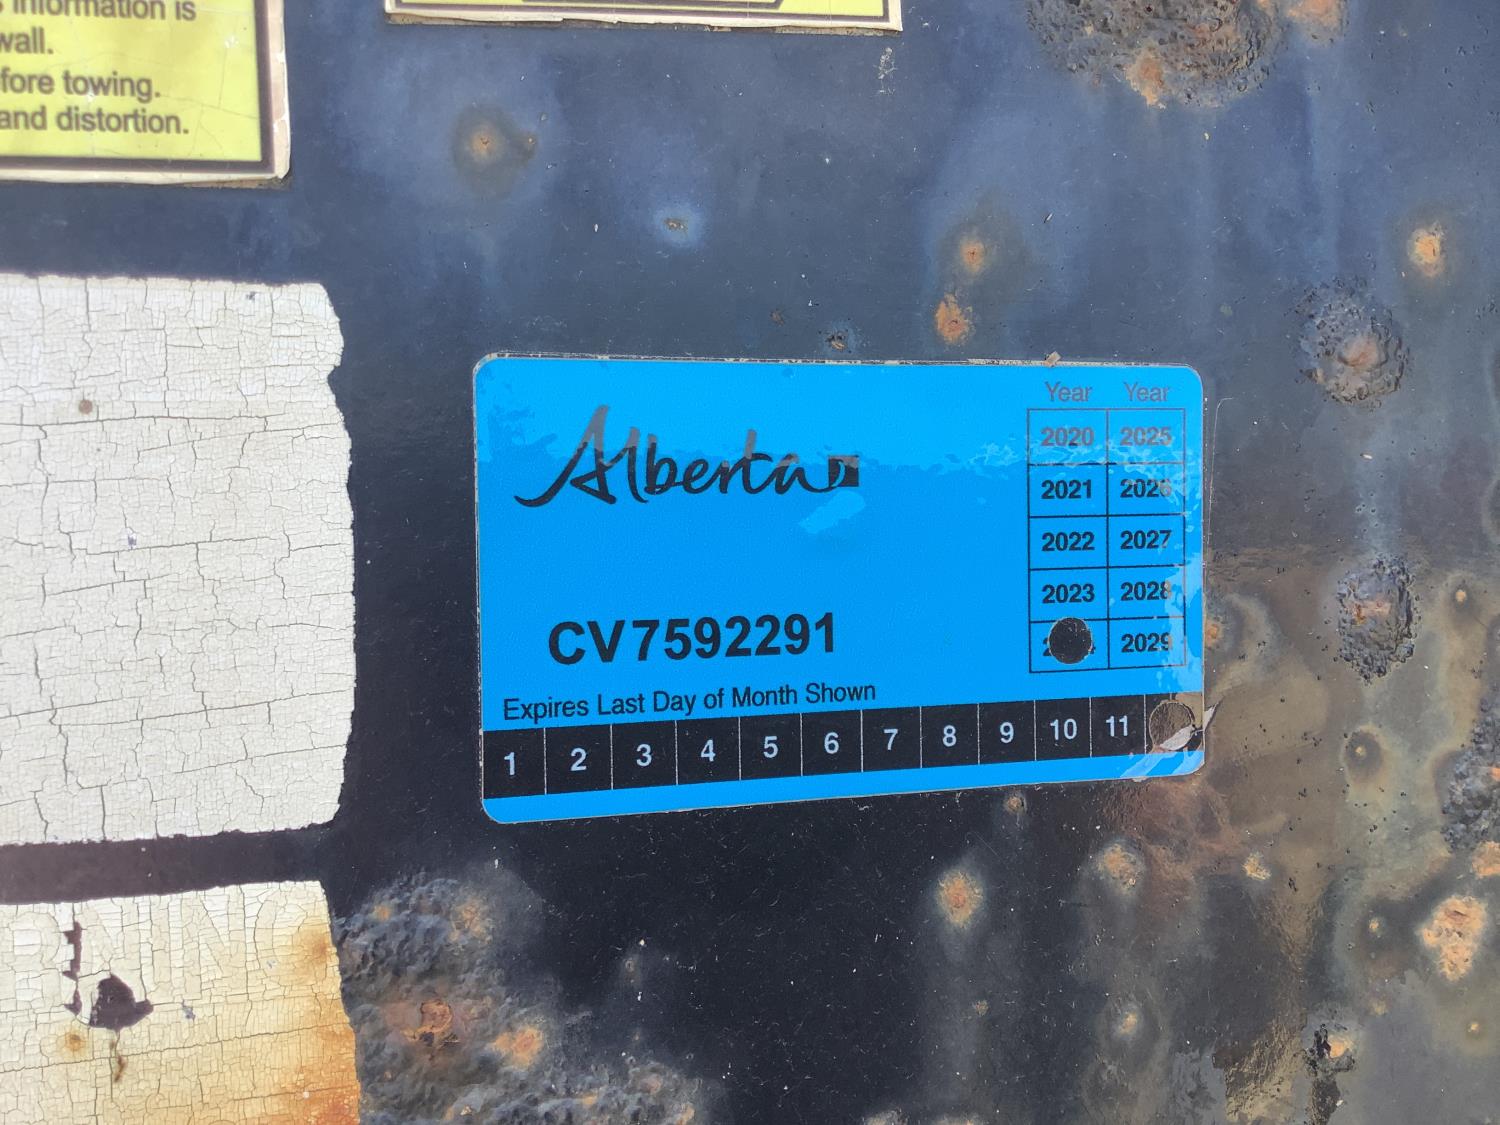 information is
wall.
fore towing.
and distortion.
Alberta
Year Year
2020 2025
2021 2026
2022 2027
2023 2028
2029
CV7592291
Expires Last Day of Month Shown
1 2 3 4 5 6 7 8 9 10 11